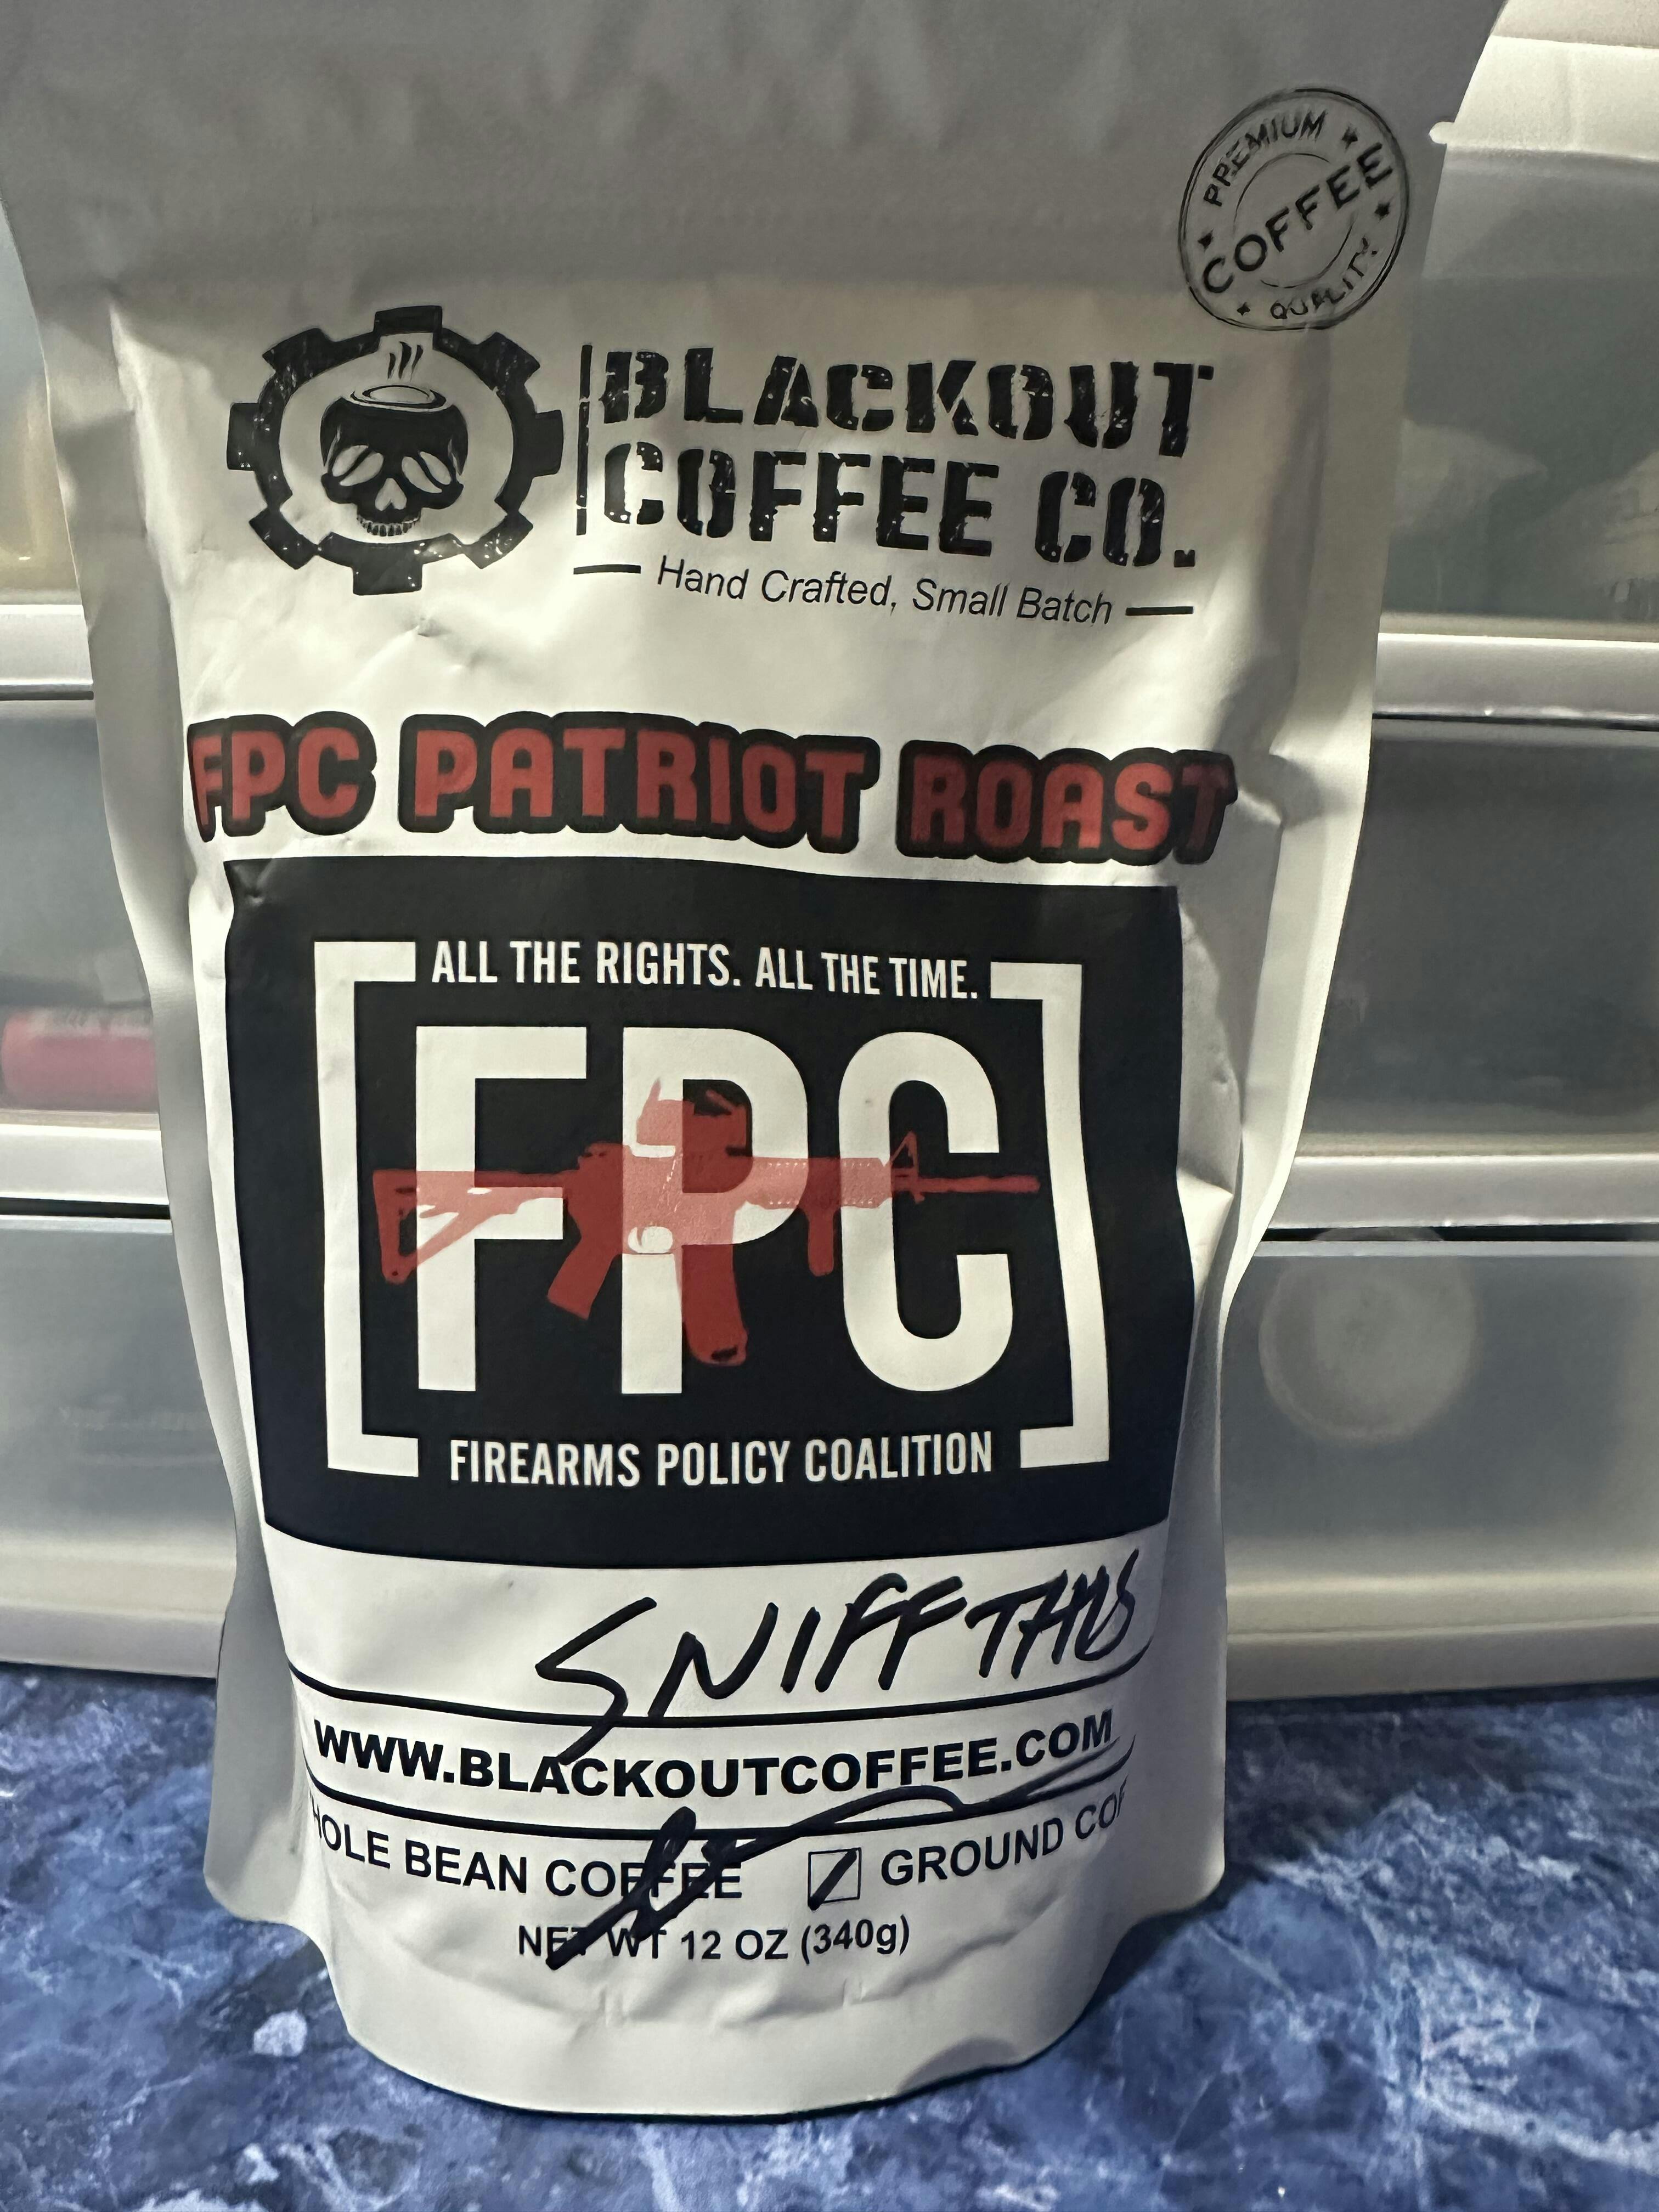 PREMIUM
COFFEE
QUALITY
BLACKOUT
COFFEE CO.
Hand Crafted, Small Batch
FPC PATRIOT ROAST
ALL THE RIGHTS. ALL THE TIME.
FPC
FIREARMS POLICY COALITION
SNIFF THIS
WWW.BLACKOUTCOFFEE.COM
HOLE BEAN COFFEE GROUND COF
NET WT 12 OZ (340g)